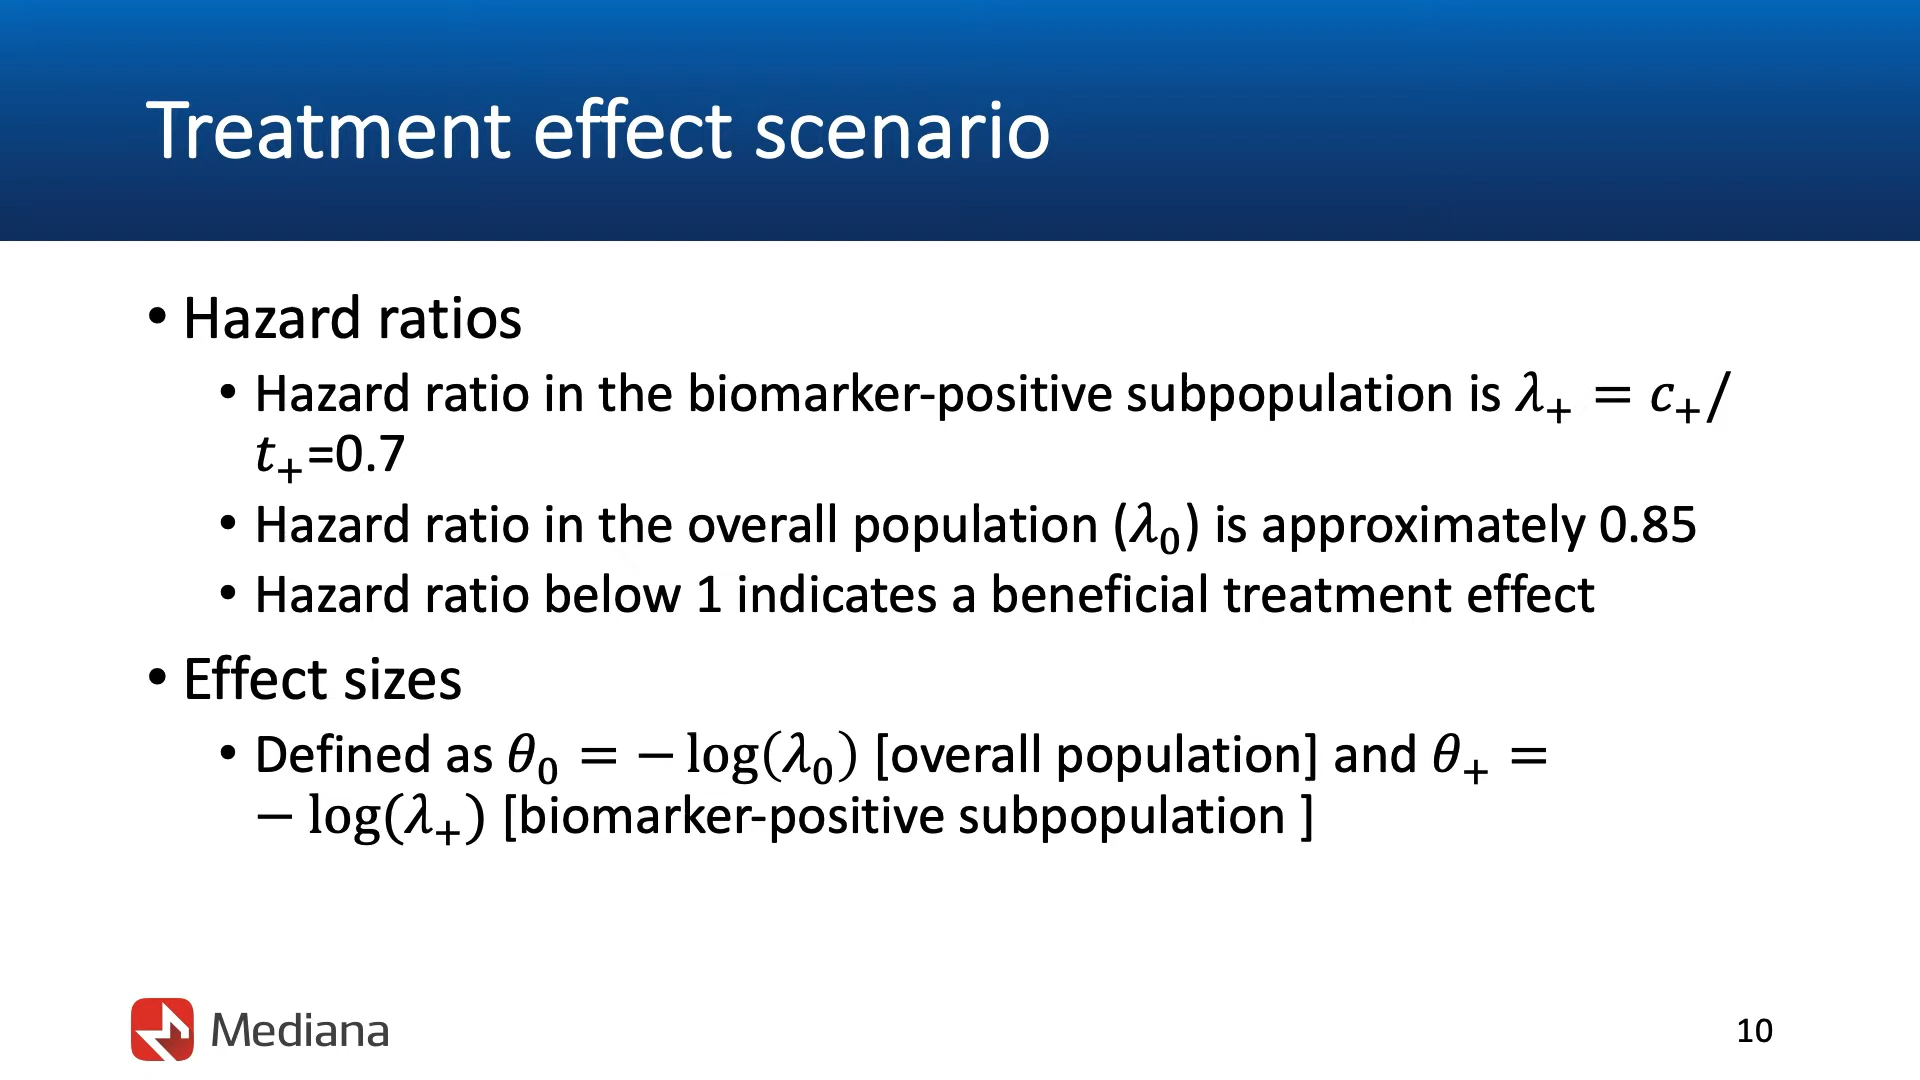 Treatment effect scenario
• Hazard ratios
• Hazard ratio in the biomarker-positive subpopulation is λ₊ = c₊/
t₊=0.7
• Hazard ratio in the overall population (λ₀) is approximately 0.85
• Hazard ratio below 1 indicates a beneficial treatment effect
• Effect sizes
• Defined as θ₀ = − log(λ₀) [overall population] and θ₊ =
− log(λ₊) [biomarker-positive subpopulation ]
Mediana
10